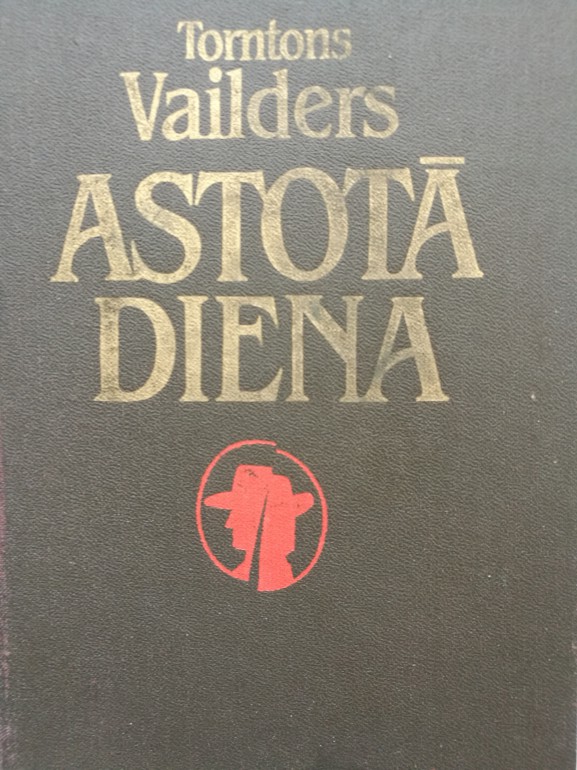 Torntons
Vailders
ASTOTĀ
DIENA